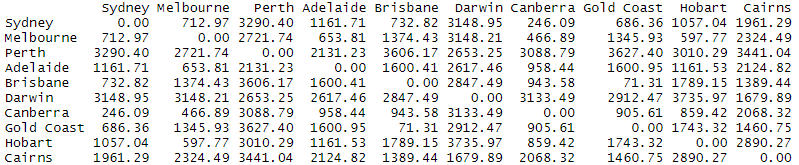 Sydney Melbourne Perth Adelaide Brisbane Darwin Canberra Gold Coast Hobart Cairns
Sydney 0.00 712.97 3290.40 1161.71 732.82 3148.95 246.09 686.36 1057.04 1961.29
Melbourne 712.97 0.00 2721.74 653.81 1374.43 3148.21 466.89 1345.93 597.77 2324.49
Perth 3290.40 2721.74 0.00 2131.23 3606.17 2653.25 3088.79 3627.40 3010.29 3441.04
Adelaide 1161.71 653.81 2131.23 0.00 1600.41 2617.46 958.44 1600.95 1161.53 2124.82
Brisbane 732.82 1374.43 3606.17 1600.41 0.00 2847.49 943.58 71.31 1789.15 1389.44
Darwin 3148.95 3148.21 2653.25 2617.46 2847.49 0.00 3133.49 2912.47 3735.97 1679.89
Canberra 246.09 466.89 3088.79 958.44 943.58 3133.49 0.00 905.61 859.42 2068.32
Gold Coast 686.36 1345.93 3627.40 1600.95 71.31 2912.47 905.61 0.00 1743.32 1460.75
Hobart 1057.04 597.77 3010.29 1161.53 1789.15 3735.97 859.42 1743.32 0.00 2890.27
Cairns 1961.29 2324.49 3441.04 2124.82 1389.44 1679.89 2068.32 1460.75 2890.27 0.00